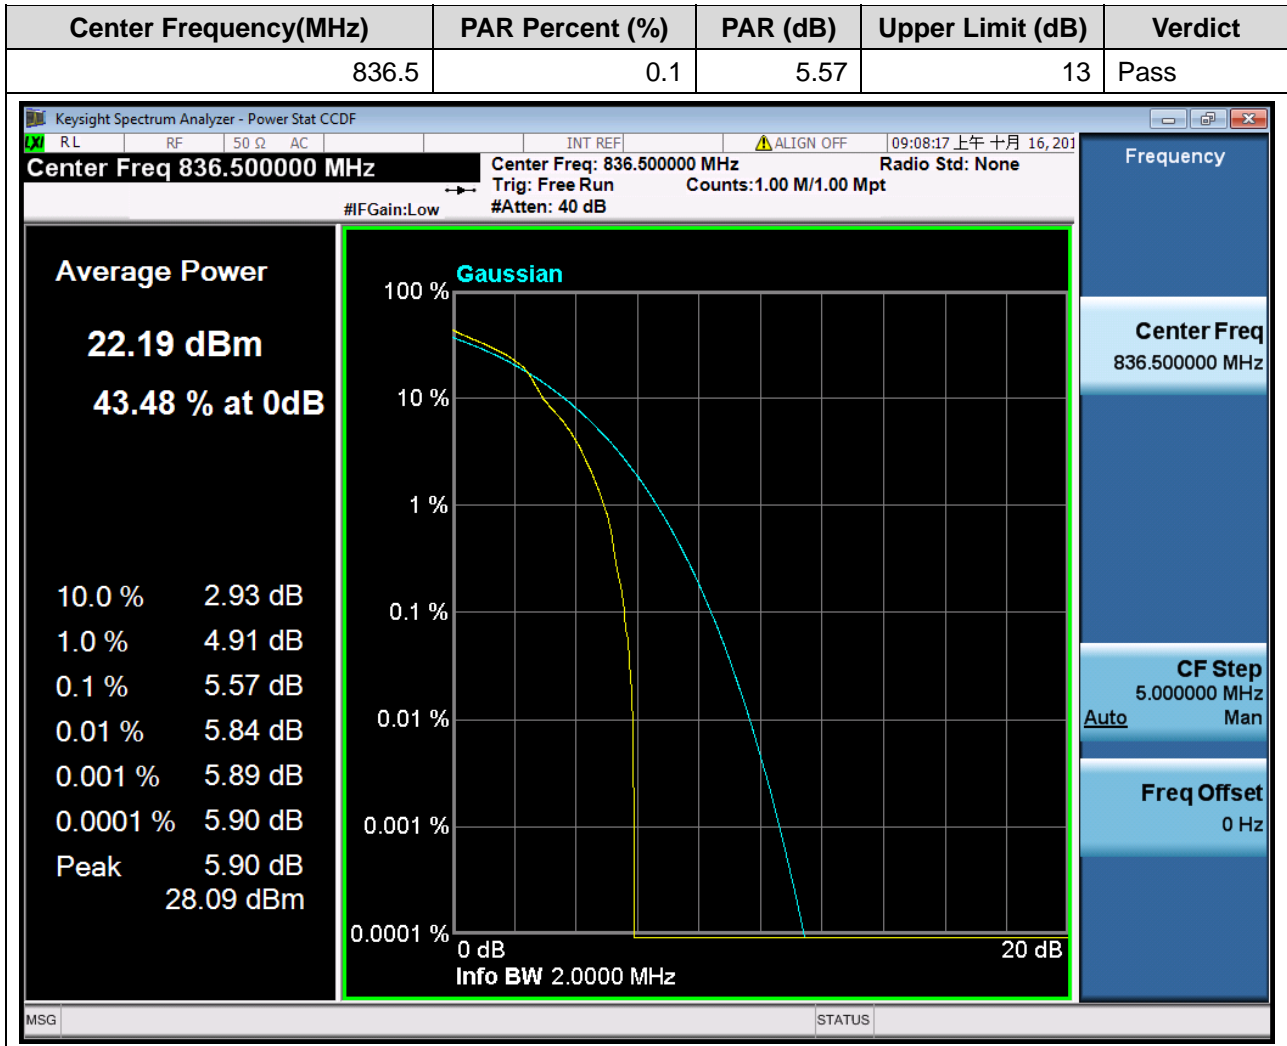 Center Frequency(MHz) PAR Percent (%) PAR (dB) Upper Limit (dB) Verdict
836.5 0.1 5.57 13 Pass
Keysight Spectrum Analyzer - Power Stat CCDF
LXI RL RF 50 Ω AC INT REF ALIGN OFF 09:08:17 上午 十月 16, 201
Center Freq 836.500000 MHz
Center Freq: 836.500000 MHz Radio Std: None
Trig: Free Run Counts:1.00 M/1.00 Mpt
#IFGain:Low #Atten: 40 dB
Average Power
22.19 dBm
43.48 % at 0dB
10.0 % 2.93 dB
1.0 % 4.91 dB
0.1 % 5.57 dB
0.01 % 5.84 dB
0.001 % 5.89 dB
0.0001 % 5.90 dB
Peak 5.90 dB
28.09 dBm
Gaussian
100 %
10 %
1 %
0.1 %
0.01 %
0.001 %
0.0001 %
0 dB 20 dB
Info BW 2.0000 MHz
Frequency
Center Freq
836.500000 MHz
CF Step
5.000000 MHz
Auto Man
Freq Offset
0 Hz
MSG STATUS